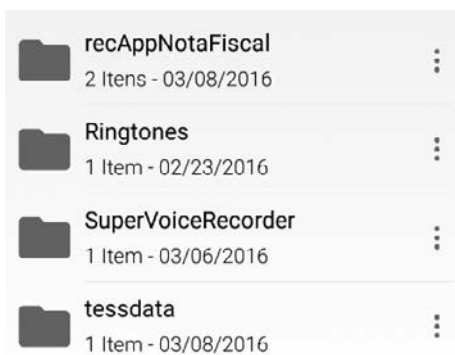 recAppNotaFiscal
2 Itens - 03/08/2016
Ringtones
1 Item - 02/23/2016
SuperVoiceRecorder
1 Item - 03/06/2016
tessdata
1 Item - 03/08/2016